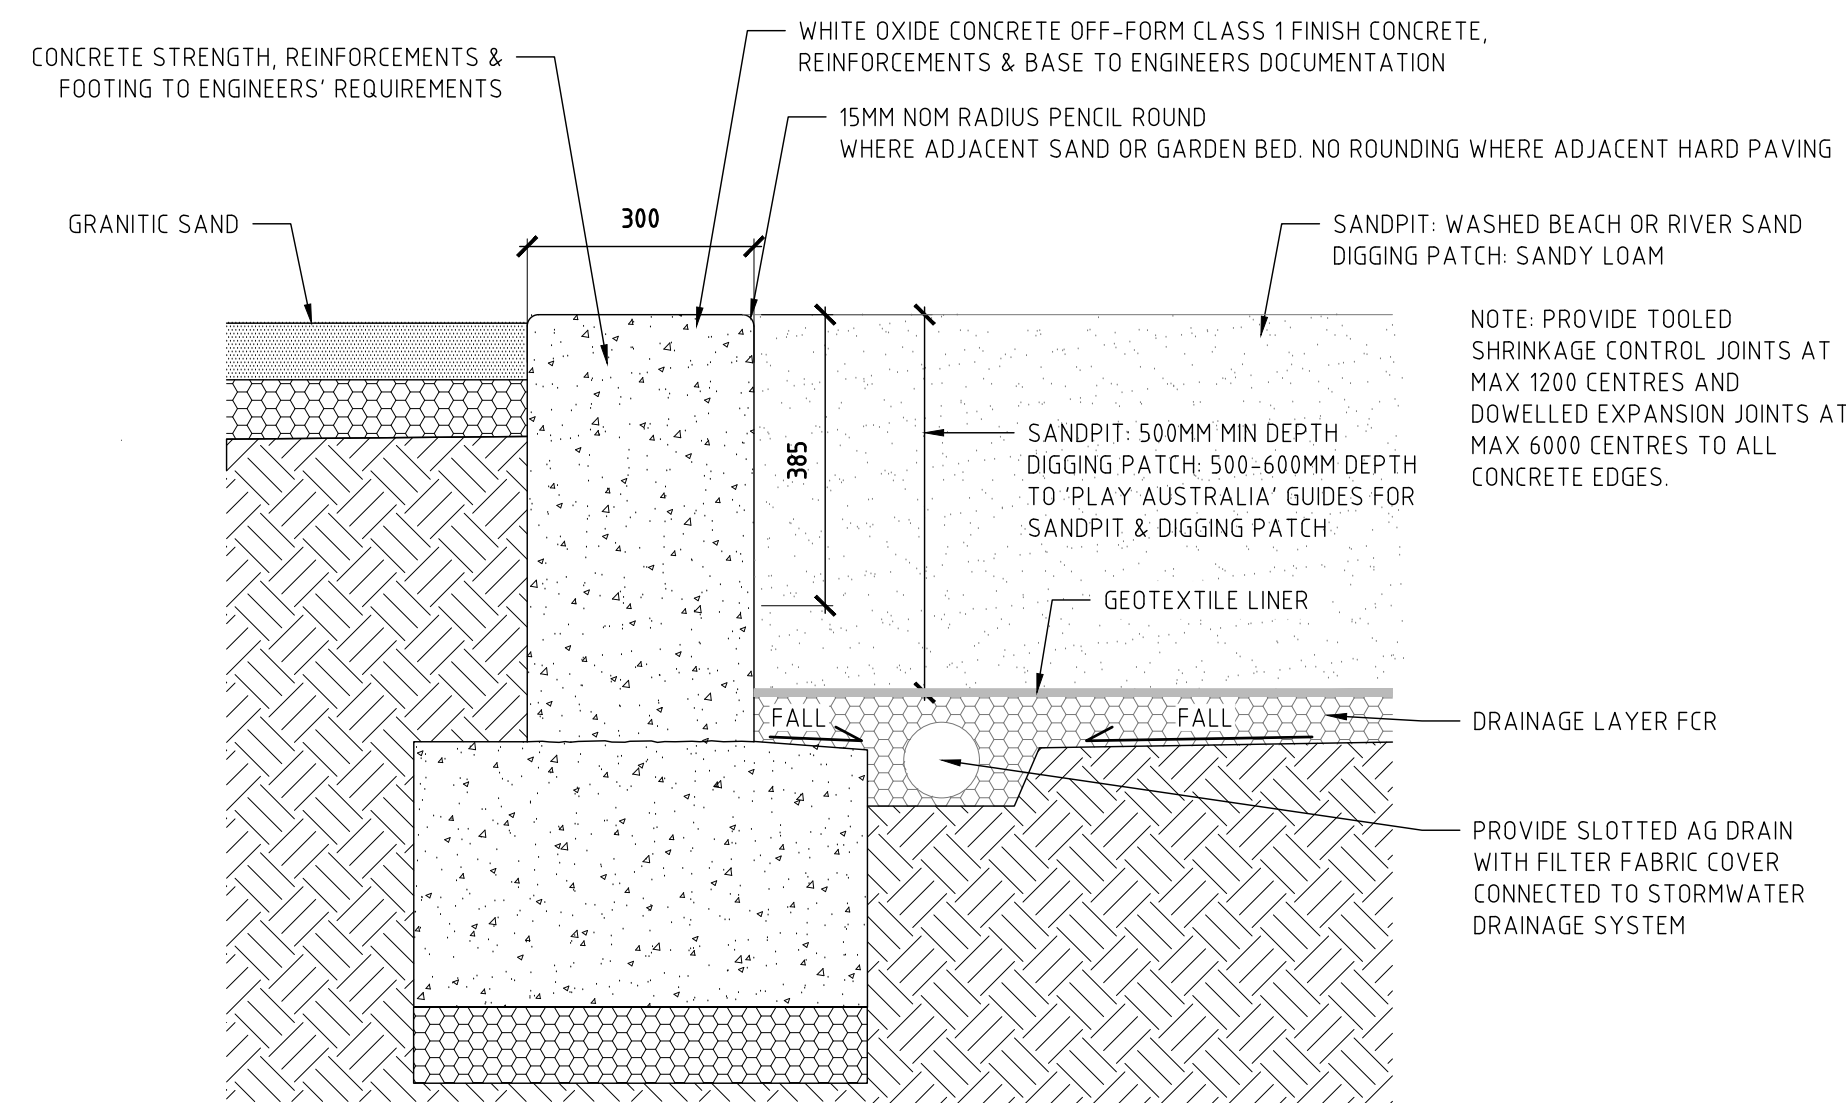 CONCRETE STRENGTH, REINFORCEMENTS &
FOOTING TO ENGINEERS' REQUIREMENTS
WHITE OXIDE CONCRETE OFF-FORM CLASS 1 FINISH CONCRETE,
REINFORCEMENTS & BASE TO ENGINEERS DOCUMENTATION
15MM NOM RADIUS PENCIL ROUND
WHERE ADJACENT SAND OR GARDEN BED. NO ROUNDING WHERE ADJACENT HARD PAVING
GRANITIC SAND
300
SANDPIT: WASHED BEACH OR RIVER SAND
DIGGING PATCH: SANDY LOAM
NOTE: PROVIDE TOOLED
SHRINKAGE CONTROL JOINTS AT
MAX 1200 CENTRES AND
DOWELLED EXPANSION JOINTS AT
MAX 6000 CENTRES TO ALL
CONCRETE EDGES.
385
SANDPIT: 500MM MIN DEPTH
DIGGING PATCH: 500-600MM DEPTH
TO 'PLAY AUSTRALIA' GUIDES FOR
SANDPIT & DIGGING PATCH
GEOTEXTILE LINER
FALL
FALL
DRAINAGE LAYER FCR
PROVIDE SLOTTED AG DRAIN
WITH FILTER FABRIC COVER
CONNECTED TO STORMWATER
DRAINAGE SYSTEM